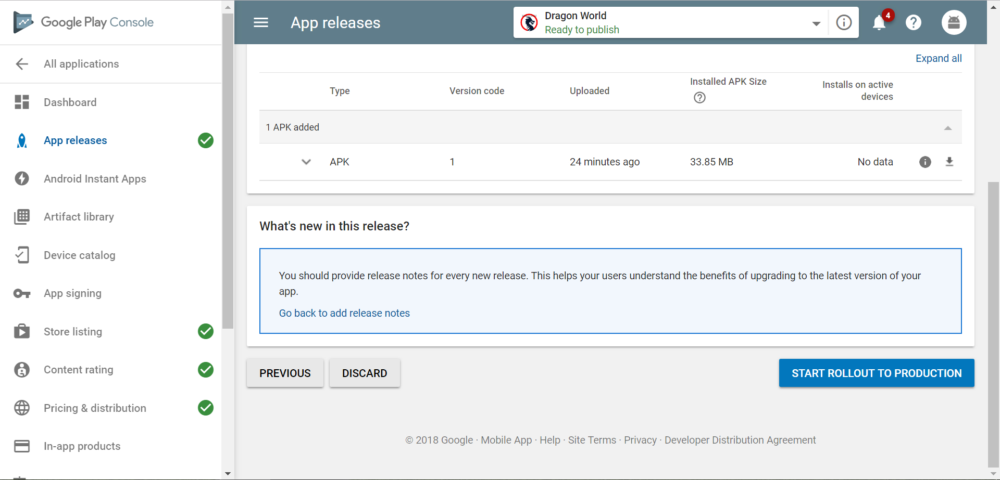 Google Play Console
All applications
Dashboard
App releases
Android Instant Apps
Artifact library
Device catalog
App signing
Store listing
Content rating
Pricing & distribution
In-app products
App releases
Dragon World
Ready to publish
4
Expand all
Type Version code Uploaded Installed APK Size Installs on active
devices
1 APK added
APK 1 24 minutes ago 33.85 MB No data
What's new in this release?
You should provide release notes for every new release. This helps your users understand the benefits of upgrading to the latest version of your
app.
Go back to add release notes
PREVIOUS DISCARD START ROLLOUT TO PRODUCTION
© 2018 Google · Mobile App · Help · Site Terms · Privacy · Developer Distribution Agreement